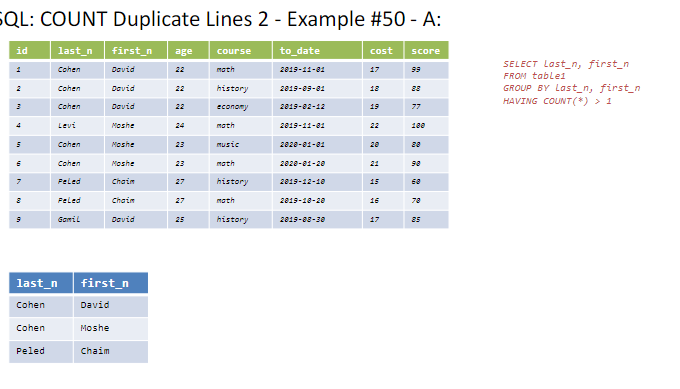 SQL: COUNT Duplicate Lines 2 - Example #50 - A:
id last_n first_n age course to_date cost score
1 Cohen David 22 math 2019-11-01 17 99
2 Cohen David 22 history 2019-09-01 18 88
3 Cohen David 22 economy 2019-02-12 19 77
4 Levi Moshe 24 math 2019-11-01 22 100
5 Cohen Moshe 23 music 2020-01-01 20 80
6 Cohen Moshe 23 math 2020-01-20 21 90
7 Peled Chaim 27 history 2019-12-10 15 60
8 Peled Chaim 27 math 2019-10-20 16 70
9 Gamil David 25 history 2019-08-30 17 85
SELECT last_n, first_n
FROM table1
GROUP BY last_n, first_n
HAVING COUNT(*) > 1
last_n first_n
Cohen David
Cohen Moshe
Peled Chaim